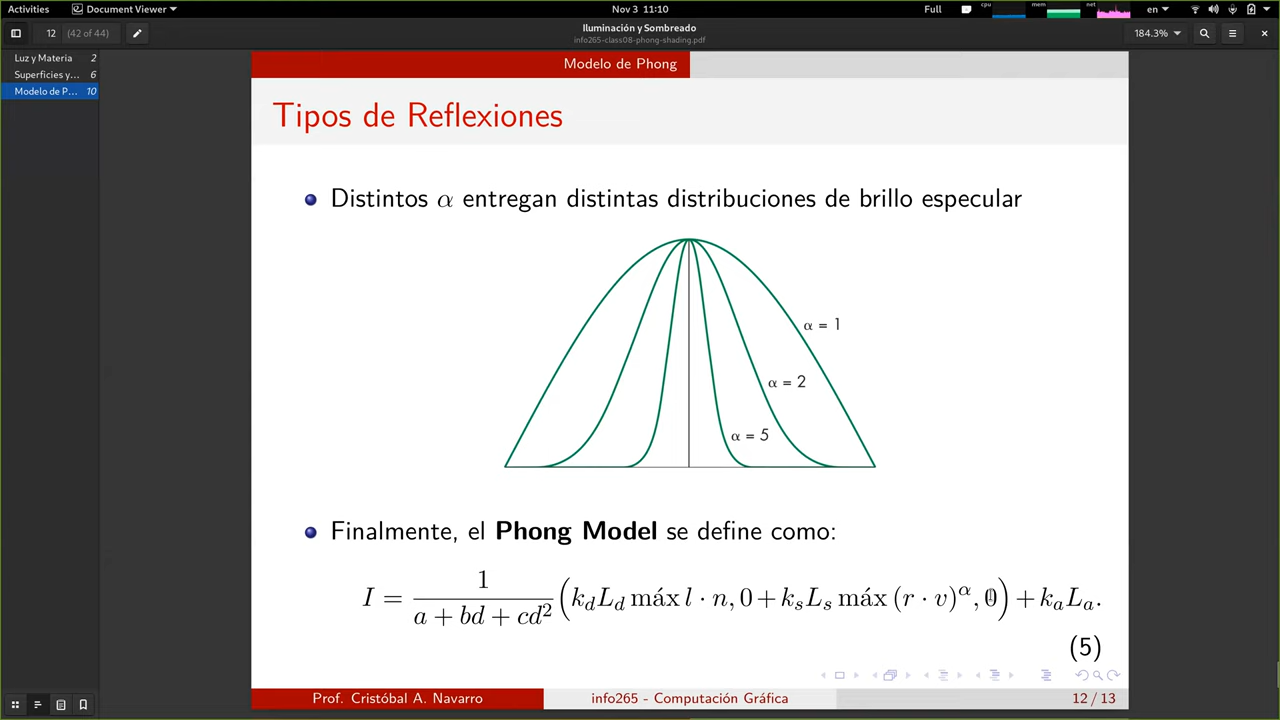 Activities Document Viewer Nov 3 11:10 Full cpu mem net en
12 (42 of 44) Iluminación y Sombreado 184.3%
info265-class08-phong-shading.pdf
Luz y Materia 2
Superficies y... 6
Modelo de P... 10
Modelo de Phong
Tipos de Reflexiones
Distintos α entregan distintas distribuciones de brillo especular
α = 1
α = 2
α = 5
Finalmente, el Phong Model se define como:
I = 1/(a + bd + cd²) (k_d L_d máx l · n, 0 + k_s L_s máx (r · v)^α, 0) + k_a L_a.
(5)
Prof. Cristóbal A. Navarro info265 - Computación Gráfica 12 / 13